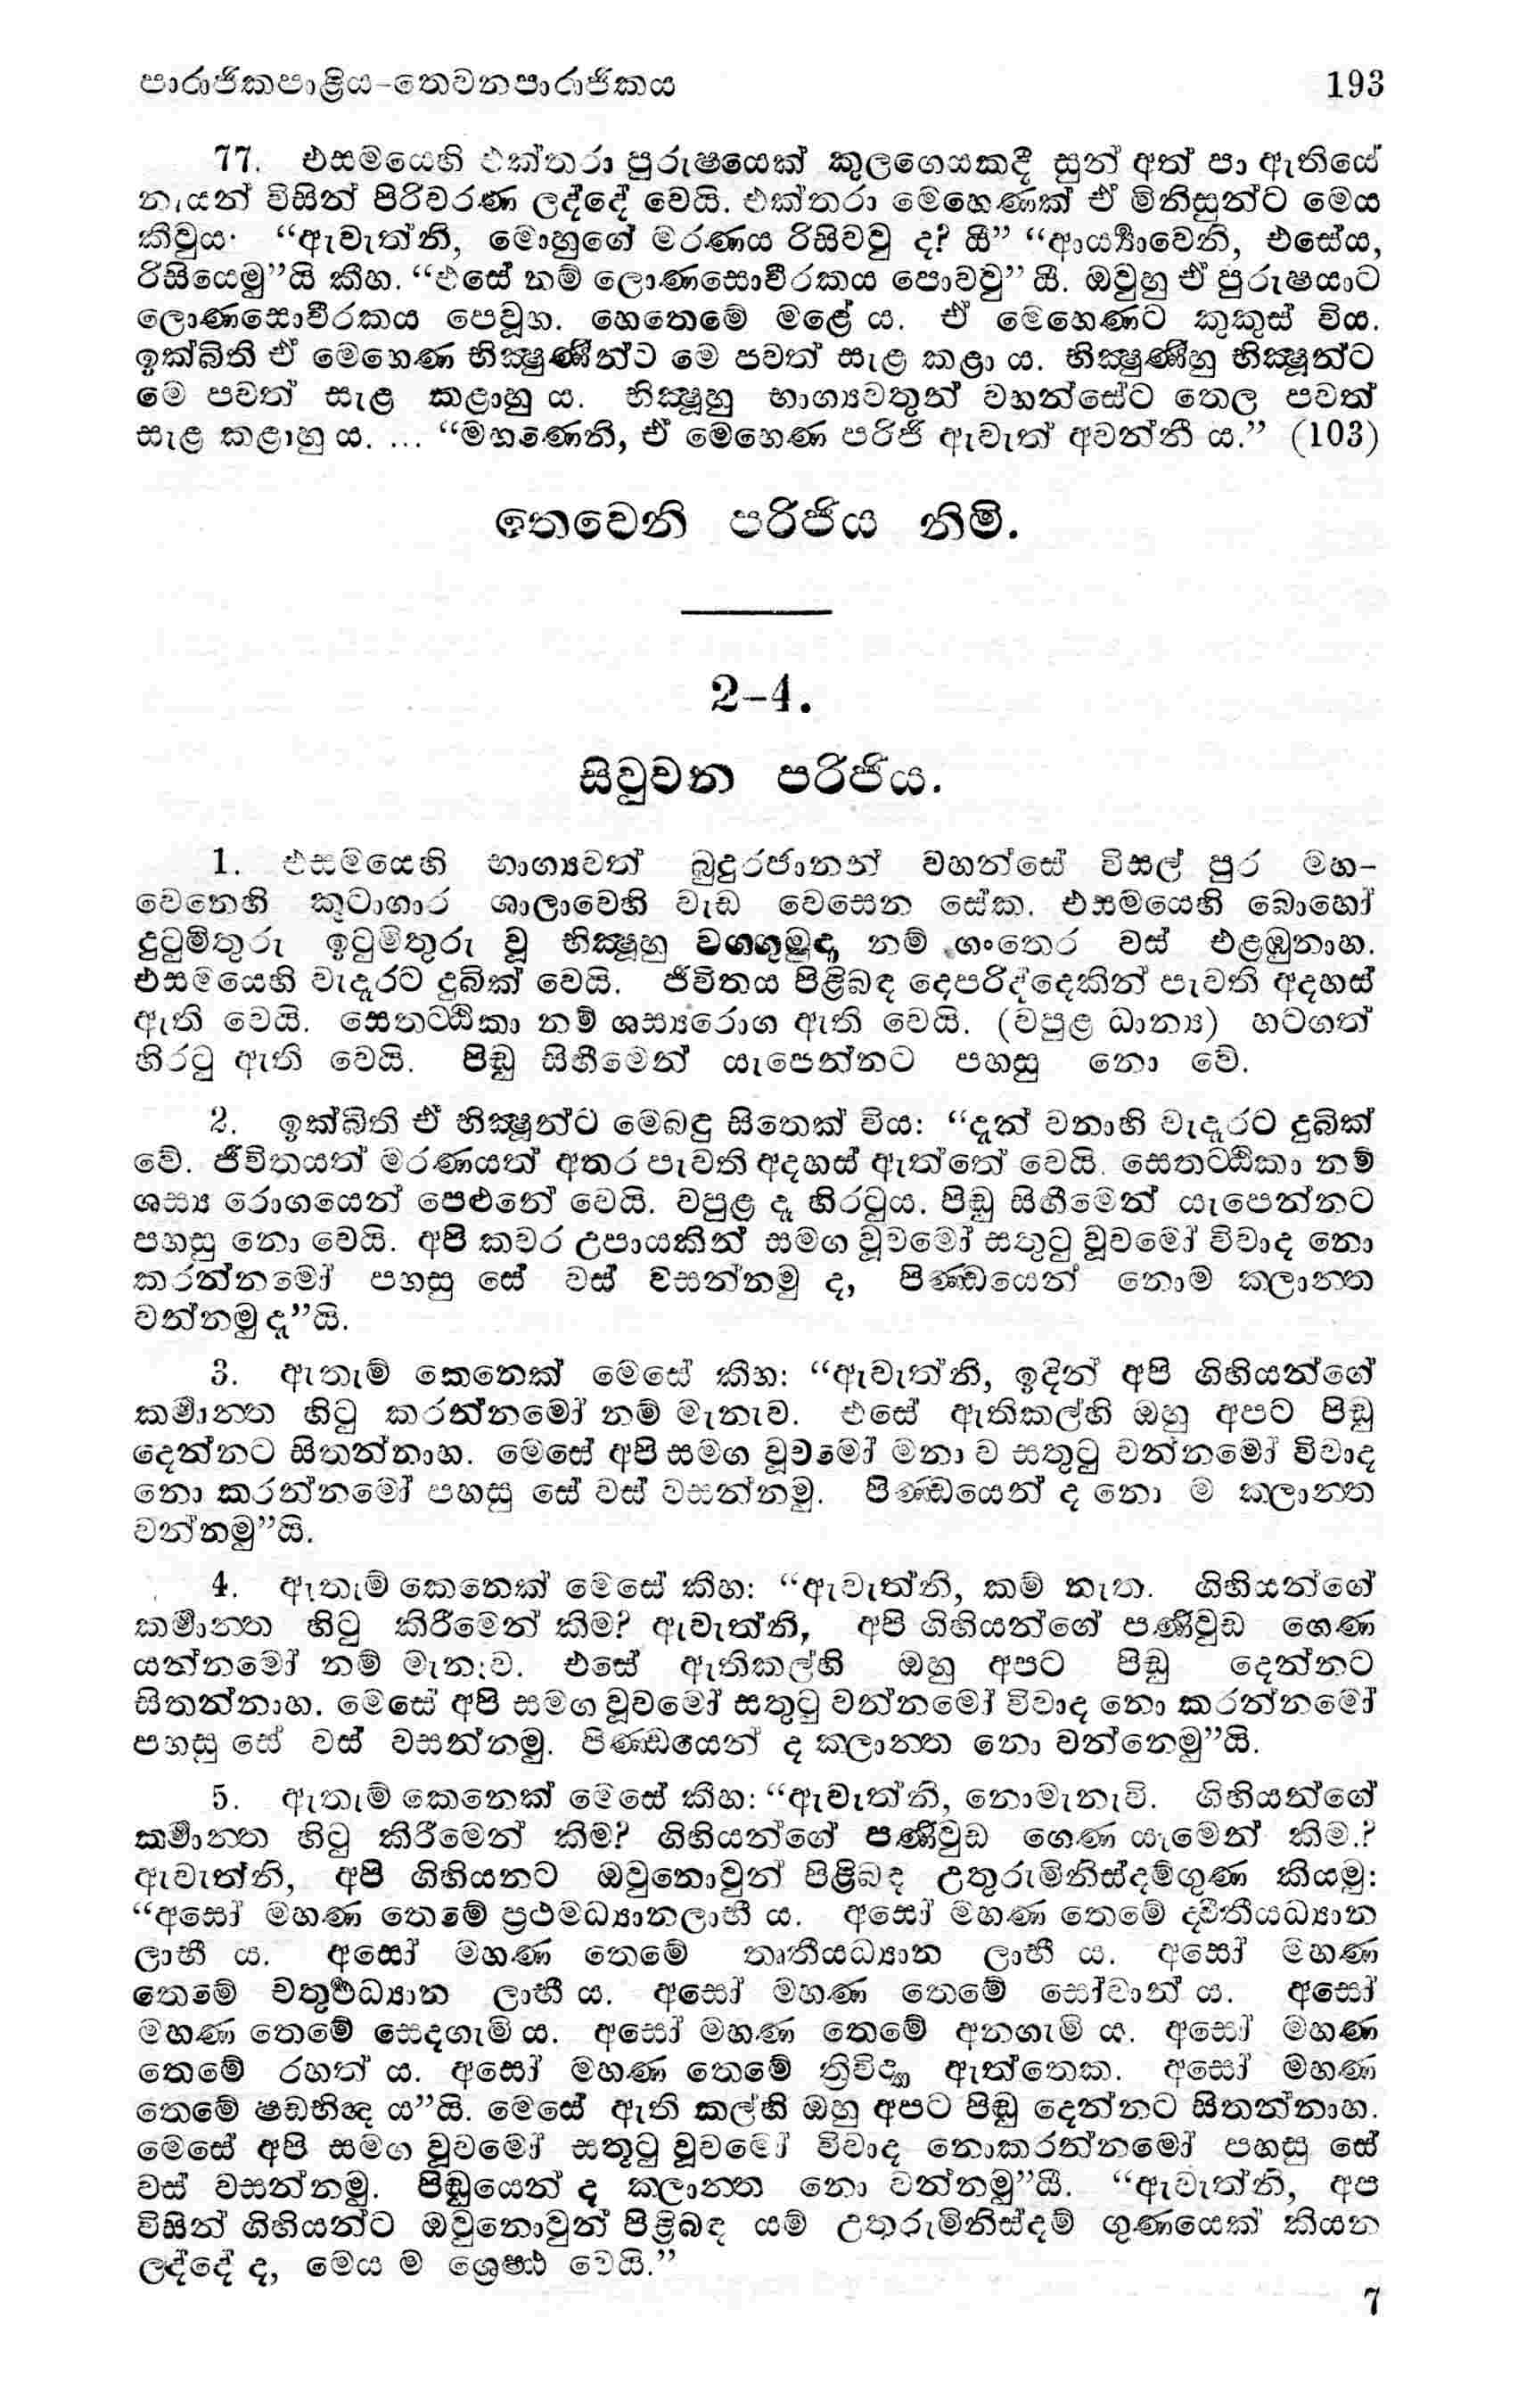 පාරාජිකපාළිය-තෙවනපාරාජිකය 193
77. එසමයෙහි එක්තරා පුරුෂයෙක් කුලගෙයකදී සුන් අත් පා ඇතියේ
නෑයන් විසින් පිරිවරණ ලද්දේ වෙයි. එක්තරා මෙහෙණක් ඒ මිනිසුන්ට මෙය
කීවුය· “ඇවැත්නි, මොහුගේ මරණය රිසිවවු ද? යී” “ආර්‍ය්‍යාවෙනි, එසේය,
රිසියෙමු”යි කීහ. “එසේ නම් ලොණසොවීරකය පොවවු” යී. ඔවුහු ඒ පුරුෂයාට
ලොණසොවීරකය පෙවූහ. හෙතෙමේ මළේ ය. ඒ මෙහෙණට කුකුස් විය.
ඉක්බිති ඒ මෙහෙණ භික්‍ෂුණීන්ට මෙ පවත් සැළ කළා ය. භික්‍ෂුණීහු භික්‍ෂූන්ට
මෙ පවත් සැළ කළාහු ය. භික්‍ෂූහු භාග්‍යවතුන් වහන්සේට තෙල පවත්
සැළ කළාහු ය. ... “මහණෙනි, ඒ මෙහෙණ පරිජි ඇවැත් අවන්නී ය.” (103)
තෙවෙනි පරිජිය නිමි.
2-4.
සිවුවන පරිජිය.
1. එසමයෙහි භාග්‍යවත් බුදුරජානන් වහන්සේ විසල් පුර මහ-
වෙනෙහි කූටාගාර ශාලාවෙහි වැඩ වෙසෙන සේක. එසමයෙහි බොහෝ
දුටුමිතුරු ඉටුමිතුරු වූ භික්‍ෂූහු වග්ගුමුදා නම් ගංතෙර වස් එළඹුනාහ.
එසමයෙහි වැදෑරට දුබික් වෙයි. ජීවිතය පිළිබඳ දෙපරිද්දෙකින් පැවති අදහස්
ඇති වෙයි. සෙතට්ඨිකා නම් ශස්‍යරොග ඇති වෙයි. (වපුළ ධාන්‍ය) හටගත්
හිරටු ඇති වෙයි. පිඬු සිඟීමෙන් යැපෙන්නට පහසු නො වේ.
2. ඉක්බිති ඒ භික්‍ෂූන්ට මෙබඳු සිතෙක් විය: “දැන් වනාහි වැදෑරට දුබික්
වේ. ජීවිතයත් මරණයත් අතර පැවති අදහස් ඇත්තේ වෙයි. සෙතට්ඨිකා නම්
ශස්‍ය රොගයෙන් පෙළුනේ වෙයි. වපුළ දෑ හිරටුය. පිඬු සිඟීමෙන් යැපෙන්නට
පහසු නො වෙයි. අපි කවර උපායකින් සමග වූවමෝ සතුටු වූවමෝ විවාද නො
කරන්නමෝ පහසු සේ වස් වසන්නමු ද, පිණ්ඩයෙන් නොම ක්ලාන්ත
වන්නමු දැ”යි.
3. ඇතැම් කෙනෙක් මෙසේ කීහ: “ඇවැත්නි, ඉදින් අපි ගිහියන්ගේ
කර්‍මාන්ත හිටු කරන්නමෝ නම් මැනැව. එසේ ඇතිකල්හි ඔහු අපට පිඬු
දෙන්නට සිතන්නාහ. මෙසේ අපි සමග වූවමෝ මනා ව සතුටු වන්නමෝ විවාද
නො කරන්නමෝ පහසු සේ වස් වසන්නමු. පිණ්ඩයෙන් ද නො ම ක්ලාන්ත
වන්නමු”යි.
4. ඇතැම් කෙනෙක් මෙසේ කීහ: “ඇවැත්නි, කම් නැත. ගිහියන්ගේ
කර්‍මාන්ත හිටු කිරීමෙන් කිම? ඇවැත්නි, අපි ගිහියන්ගේ පණිවුඩ ගෙණ
යන්නමෝ නම් මැනැව. එසේ ඇතිකල්හි ඔහු අපට පිඬු දෙන්නට
සිතන්නාහ. මෙසේ අපි සමග වූවමෝ සතුටු වන්නමෝ විවාද නො කරන්නමෝ
පහසු සේ වස් වසන්නමු. පිණ්ඩයෙන් ද ක්ලාන්ත නො වන්නෙමු”යි.
5. ඇතැම් කෙනෙක් මෙසේ කීහ: “ඇවැත්නි, නොමැනැවි. ගිහියන්ගේ
කර්‍මාන්ත හිටු කිරීමෙන් කිම? ගිහියන්ගේ පණිවුඩ ගෙණ යෑමෙන් කිම.?
ඇවැත්නි, අපි ගිහියනට ඔවුනොවුන් පිළිබද උතුරුමිනිස්දම්ගුණ කියමු:
“අසෝ මහණ තෙමේ ප්‍රථමධ්‍යානලාභී ය. අසෝ මහණ තෙමේ ද්විතීයධ්‍යාන
ලාභී ය. අසෝ මහණ තෙමේ තෘතීයධ්‍යාන ලාභී ය. අසෝ මහණ
තෙමේ චතුර්‍ථධ්‍යාන ලාභී ය. අසෝ මහණ තෙමේ සෝවාන් ය. අසෝ
මහණ තෙමේ සෙදගැමි ය. අසෝ මහණ තෙමේ අනගැමි ය. අසෝ මහණ
තෙමේ රහත් ය. අසෝ මහණ තෙමේ ත්‍රිවිද්‍යා ඇත්තෙක. අසෝ මහණ
තෙමේ ෂඩභිඥ ය”යි. මෙසේ ඇති කල්හි ඔහු අපට පිඬු දෙන්නට සිතන්නාහ.
මෙසේ අපි සමග වූවමෝ සතූටු වූවමෝ විවාද නොකරන්නමෝ පහසු සේ
වස් වසන්නමු. පිඬුයෙන් ද ක්ලාන්ත නො වන්නමු”යී. “ඇවැත්නි, අප
විසින් ගිහියන්ට ඔවුනොවුන් පිළිබඳ යම් උතුරුමිනිස්දම් ගුණයෙක් කියන
ලද්දේ ද, මෙය ම ශ්‍රෙෂ්ඨ වෙයි.”
7